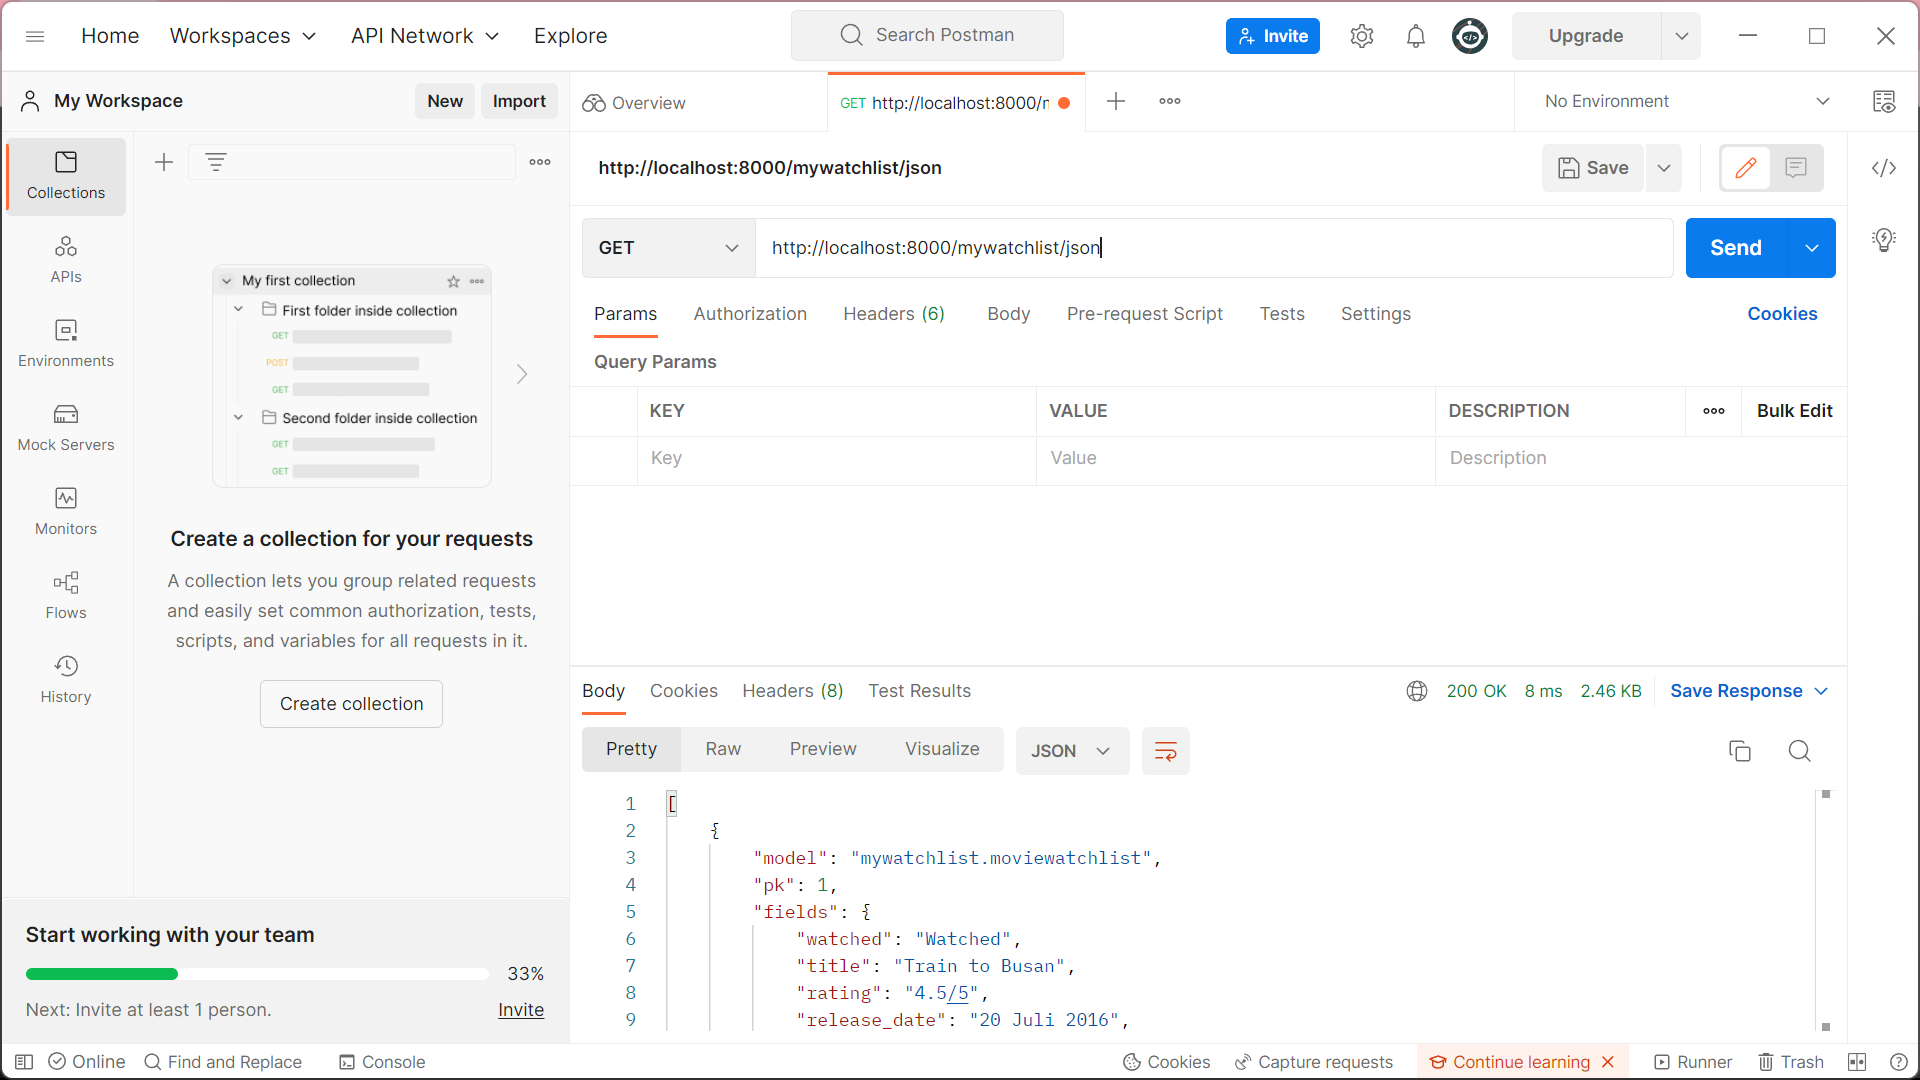 Home Workspaces API Network Explore Search Postman Invite Upgrade
My Workspace New Import Overview GET http://localhost:8000/m No Environment
Collections
APIs
Environments
Mock Servers
Monitors
Flows
History
My first collection
First folder inside collection
GET
POST
GET
Second folder inside collection
GET
GET
Create a collection for your requests
A collection lets you group related requests
and easily set common authorization, tests,
scripts, and variables for all requests in it.
Create collection
Start working with your team
33%
Next: Invite at least 1 person. Invite
http://localhost:8000/mywatchlist/json Save
GET http://localhost:8000/mywatchlist/json Send
Params Authorization Headers (6) Body Pre-request Script Tests Settings Cookies
Query Params
KEY VALUE DESCRIPTION Bulk Edit
Key Value Description
Body Cookies Headers (8) Test Results 200 OK 8 ms 2.46 KB Save Response
Pretty Raw Preview Visualize JSON
1 [
2 {
3 "model": "mywatchlist.moviewatchlist",
4 "pk": 1,
5 "fields": {
6 "watched": "Watched",
7 "title": "Train to Busan",
8 "rating": "4.5/5",
9 "release_date": "20 Juli 2016",
Online Find and Replace Console Cookies Capture requests Continue learning Runner Trash